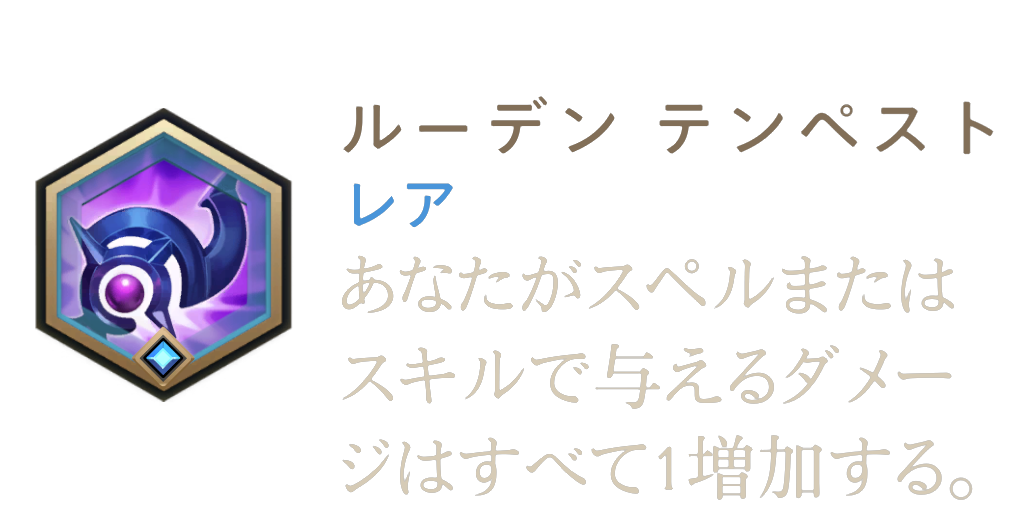 ルーデン テンペスト
レア
あなたがスペルまたは
スキルで与えるダメー
ジはすべて1増加する。